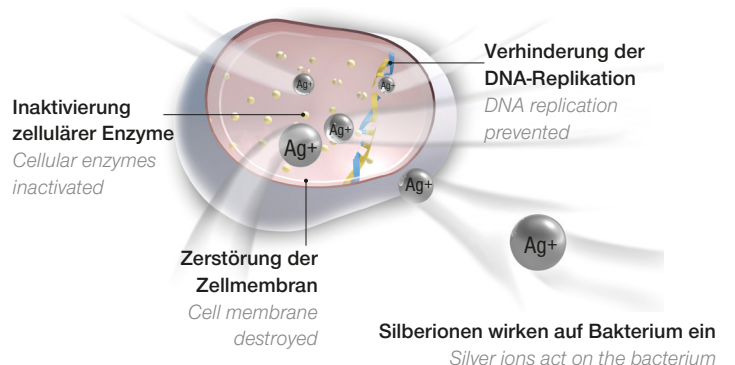 Verhinderung der
DNA-Replikation
DNA replication
prevented
Inaktivierung
zellulärer Enzyme
Cellular enzymes
inactivated
Ag+
Ag+
Ag+
Ag+
Ag+
Ag+
Zerstörung der
Zellmembran
Cell membrane
destroyed
Silberionen wirken auf Bakterium ein
Silver ions act on the bacterium